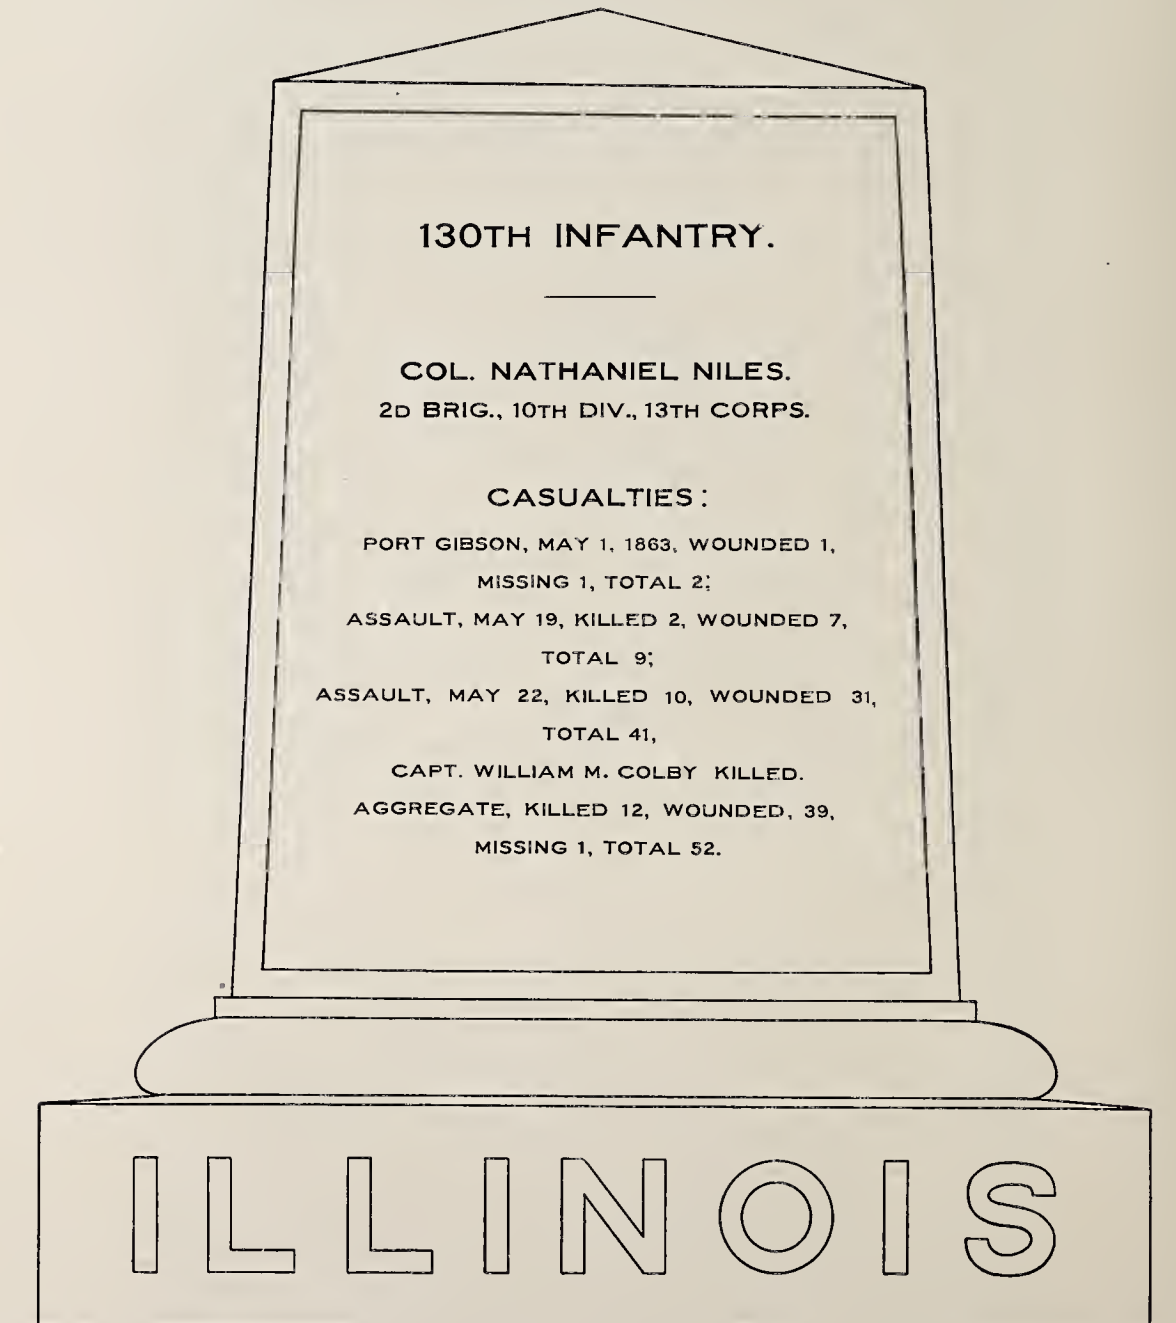 130TH INFANTRY.
COL. NATHANIEL NILES.
2D BRIG., 10TH DIV., 13TH CORPS.
CASUALTIES:
PORT GIBSON, MAY 1, 1863, WOUNDED 1,
MISSING 1, TOTAL 2;
ASSAULT, MAY 19, KILLED 2, WOUNDED 7,
TOTAL 9;
ASSAULT, MAY 22, KILLED 10, WOUNDED 31,
TOTAL 41,
CAPT. WILLIAM M. COLBY KILLED.
AGGREGATE, KILLED 12, WOUNDED, 39,
MISSING 1, TOTAL 52.
ILLINOIS